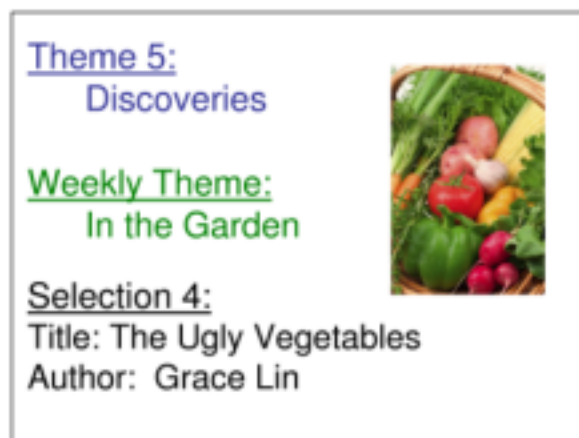 Theme 5:
Discoveries
Weekly Theme:
In the Garden
Selection 4:
Title: The Ugly Vegetables
Author: Grace Lin